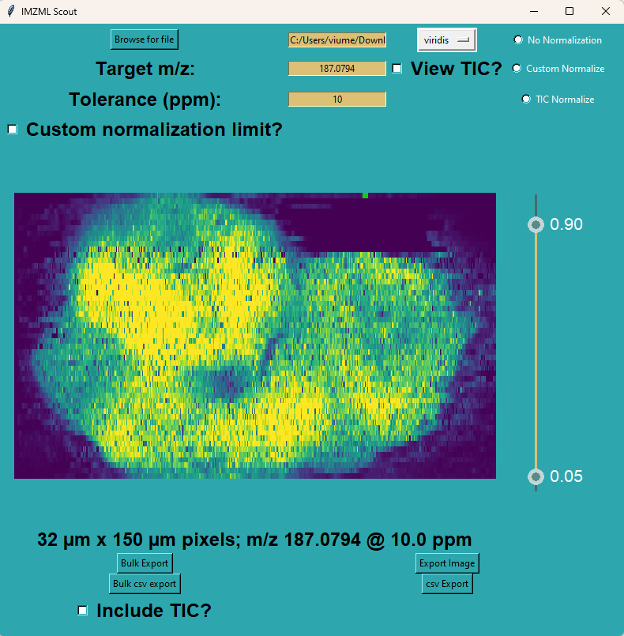 IMZML Scout
Browse for file C:/Users/viume/Downl viridis No Normalization
Target m/z: 187.0794 View TIC? Custom Normalize
Tolerance (ppm): 10 TIC Normalize
Custom normalization limit?
0.90
0.05
32 µm x 150 µm pixels; m/z 187.0794 @ 10.0 ppm
Bulk Export Export Image
Bulk csv export csv Export
Include TIC?